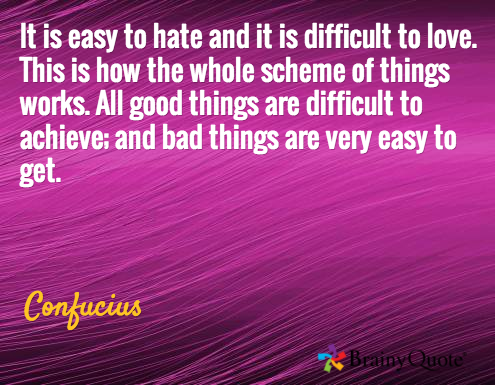 It is easy to hate and it is difficult to love.
This is how the whole scheme of things
works. All good things are difficult to
achieve; and bad things are very easy to
get.
Confucius
BrainyQuote